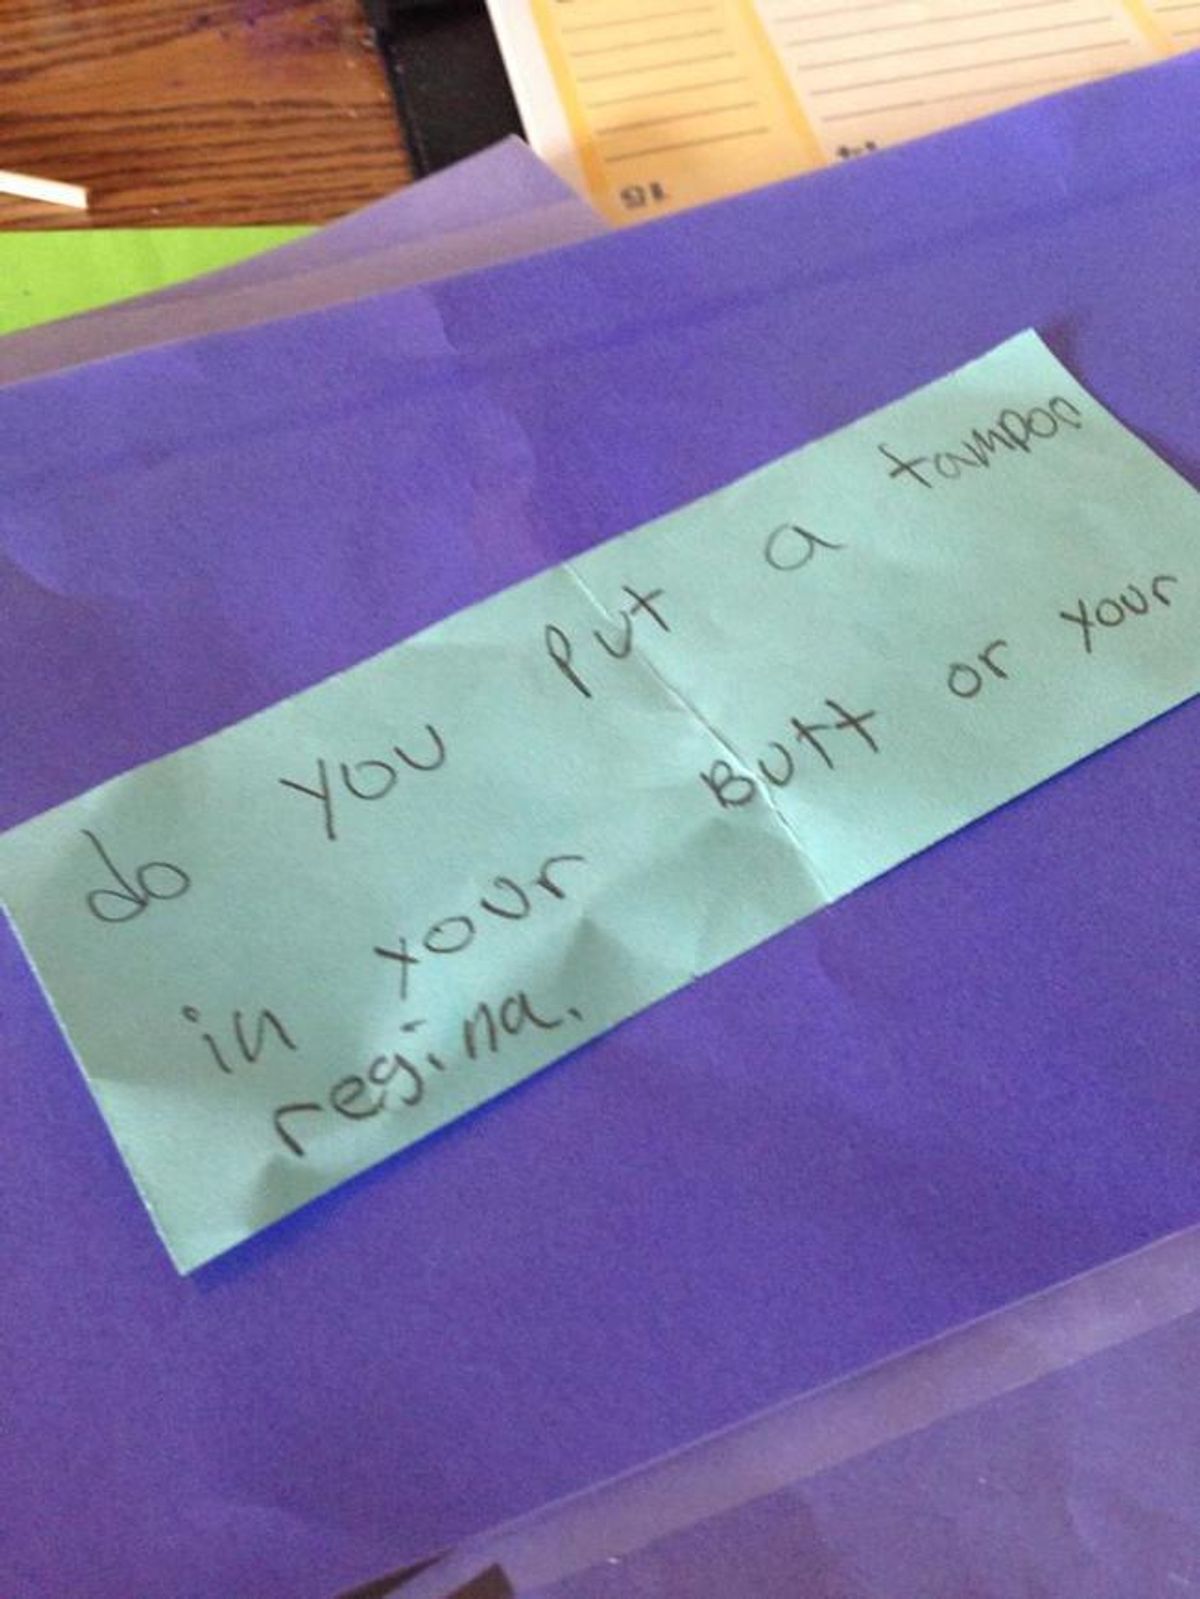 do you put a tampon
in your Butt or your
regina.